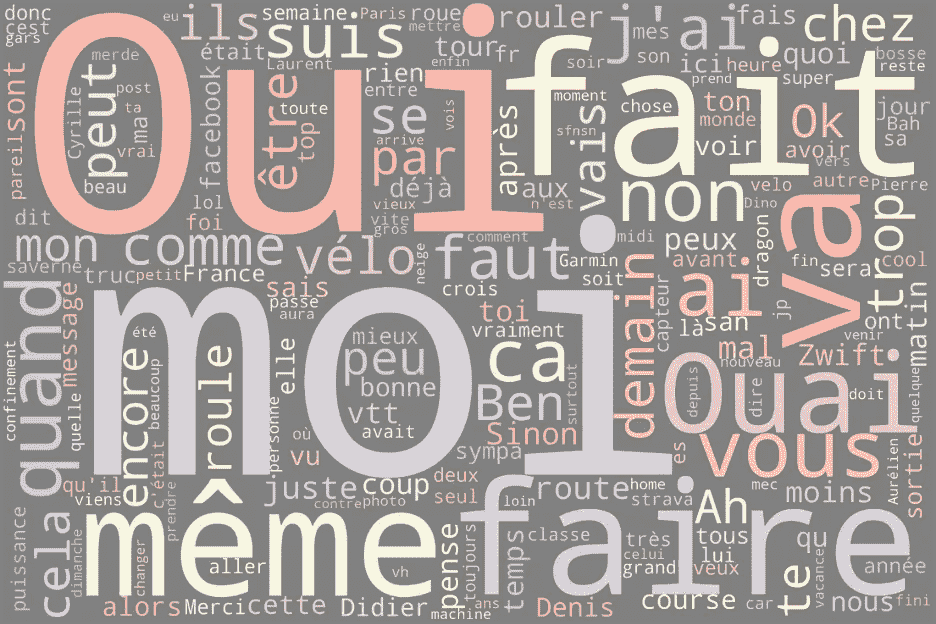 donc
cest
gars
eu
ils
semaine
Paris
roue
mettre
rouler
j'ai
mes
son
fais
chez
Oui
merde
était
suis
Laurent
tour
fr
enfin
soir
ici
heure
quoi
bosse
reste
pareil
sont
Cyrille
peut
post
ta
ma
vrai
beau
facebook
lol
foi
être
top
toute
rien
entre
se
arrive
vois
par
déjà
vieux
vite
gros
après
fait
moment
sfnsn
vais
chose
aux
n'est
prend
super
ton
monde
voir
Ok
avoir
vers
jour
Bah
sa
dit
non
velo
Dino
autre
Pierre
mon
comme
vélo
neige
faut
comment
midi
peux
avant
dragon
va
fin
sera
trop
cool
saverne
truc
petit
France
sais
passe
aura
crois
Garmin
soit
demain
capteur
ai
jp
ont
venir
matin
quand
message
moi
toi
vraiment
là
san
mal
nouveau
Zwift
confinement
quelle
été
encore
beaucoup
c'était
roule
elle
personne
mieux
peu
bonne
vtt
avait
ca
Ben
surtout
Sinon
Ouai
depuis
dire
doit
quelque
où
vu
sympa
es
vous
mec
Aurélien
sortie
qu'il
viens
prendre
juste
coup
contre
photo
deux
seul
loin
route
home
strava
Ah
moins
puissance
cela
dimanche
même
changer
aller
vh
pense
toujours
faire
temps
classe
très
celui
grand
tous
lui
veux
qu
te
vacances
année
alors
Merci
cette
Didier
machine
ans
Denis
course
car
nous
fini